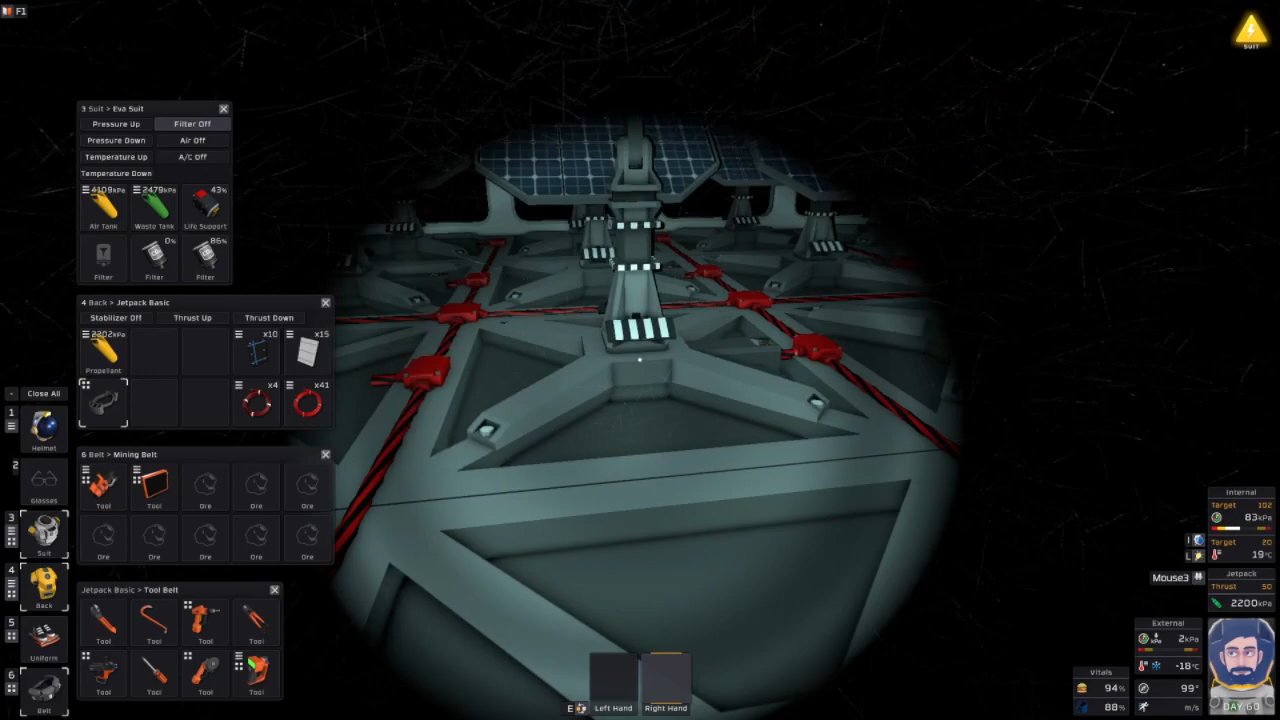 F1
SUIT
3 Suit > Eva Suit
Pressure Up
Filter Off
Pressure Down
Air Off
Temperature Up
A/C Off
Temperature Down
4109kPa
2479kPa
43%
Air Tank
Waste Tank
Life Support
0%
86%
Filter
Filter
Filter
4 Back > Jetpack Basic
Stabilizer Off
Thrust Up
Thrust Down
2202kPa
x10
x15
Propellant
x4
x41
- Close All
1
Helmet
2
Glasses
3
Suit
4
Back
5
Uniform
6
Belt
6 Belt > Mining Belt
Tool
Tool
Ore
Ore
Ore
Ore
Ore
Ore
Ore
Ore
Jetpack Basic > Tool Belt
Tool
Tool
Tool
Tool
Tool
Tool
Tool
Tool
E
Left Hand
Right Hand
Internal
Target 102
83kPa
Target 20
19°C
I
L
Mouse3
Jetpack
Thrust 50
2200kPa
External
kPa
2kPa
-18°C
99°
m/s
Vitals
94%
88%
DAY 60